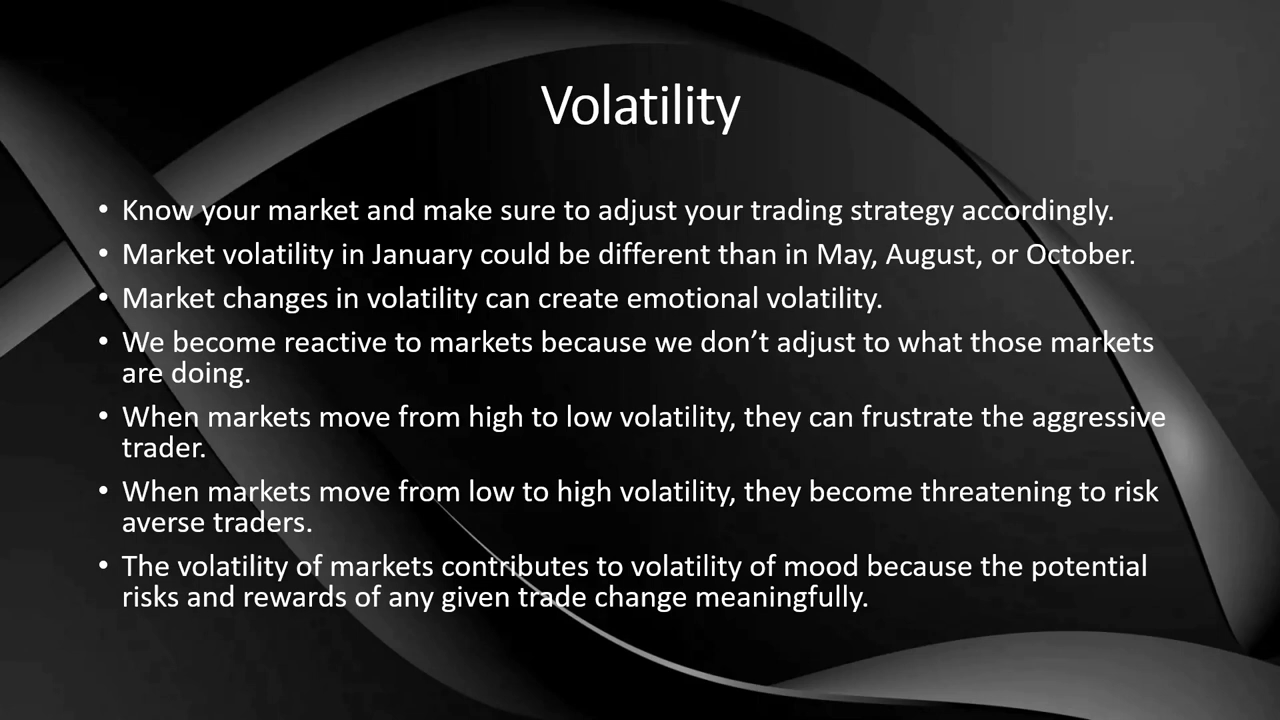 Volatility
• Know your market and make sure to adjust your trading strategy accordingly.
• Market volatility in January could be different than in May, August, or October.
• Market changes in volatility can create emotional volatility.
• We become reactive to markets because we don’t adjust to what those markets
are doing.
• When markets move from high to low volatility, they can frustrate the aggressive
trader.
• When markets move from low to high volatility, they become threatening to risk
averse traders.
• The volatility of markets contributes to volatility of mood because the potential
risks and rewards of any given trade change meaningfully.